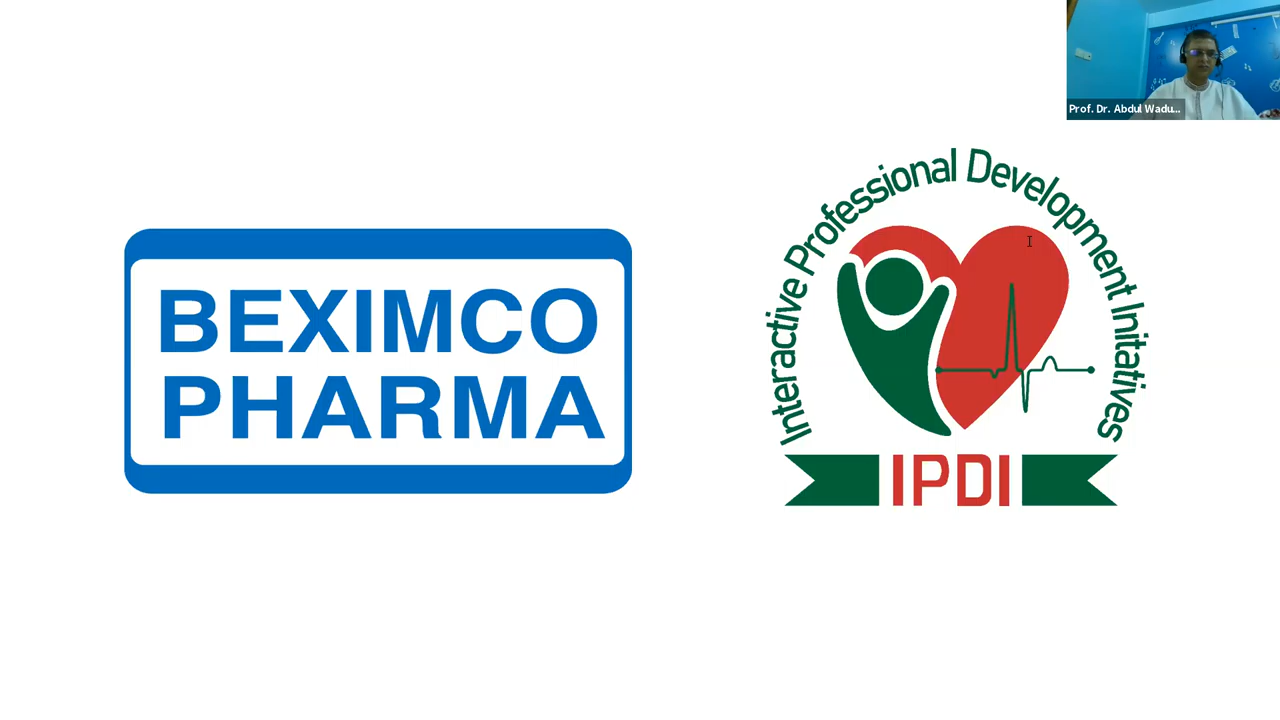 Prof. Dr. Abdul Wadu...
Interactive Professional Development Initatives
BEXIMCO
PHARMA
IPDI